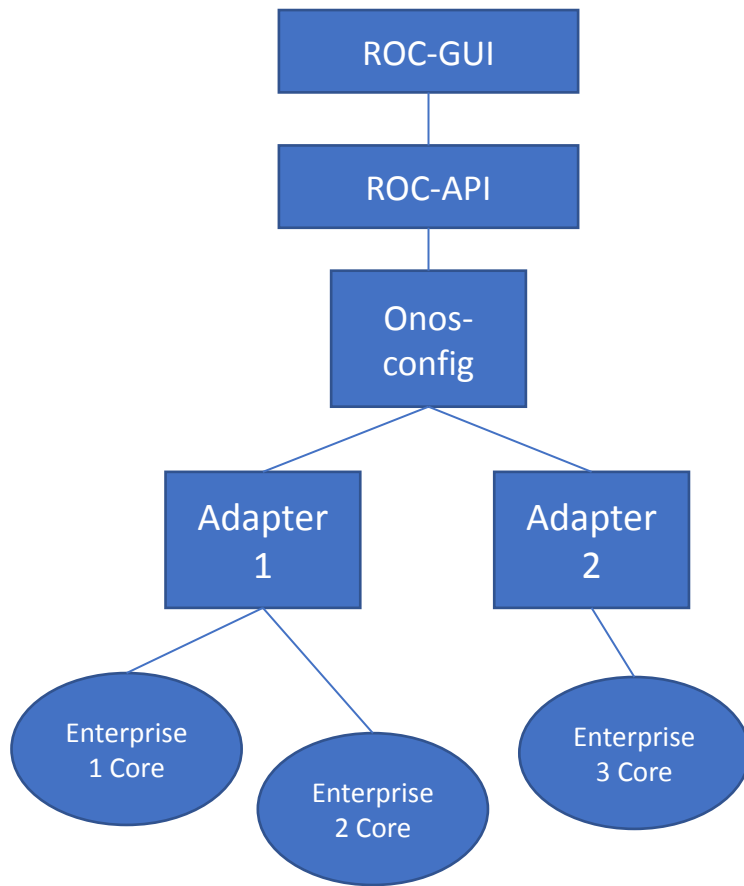 ROC-GUI
ROC-API
Onos-
config
Adapter
1
Adapter
2
Enterprise
1 Core
Enterprise
2 Core
Enterprise
3 Core